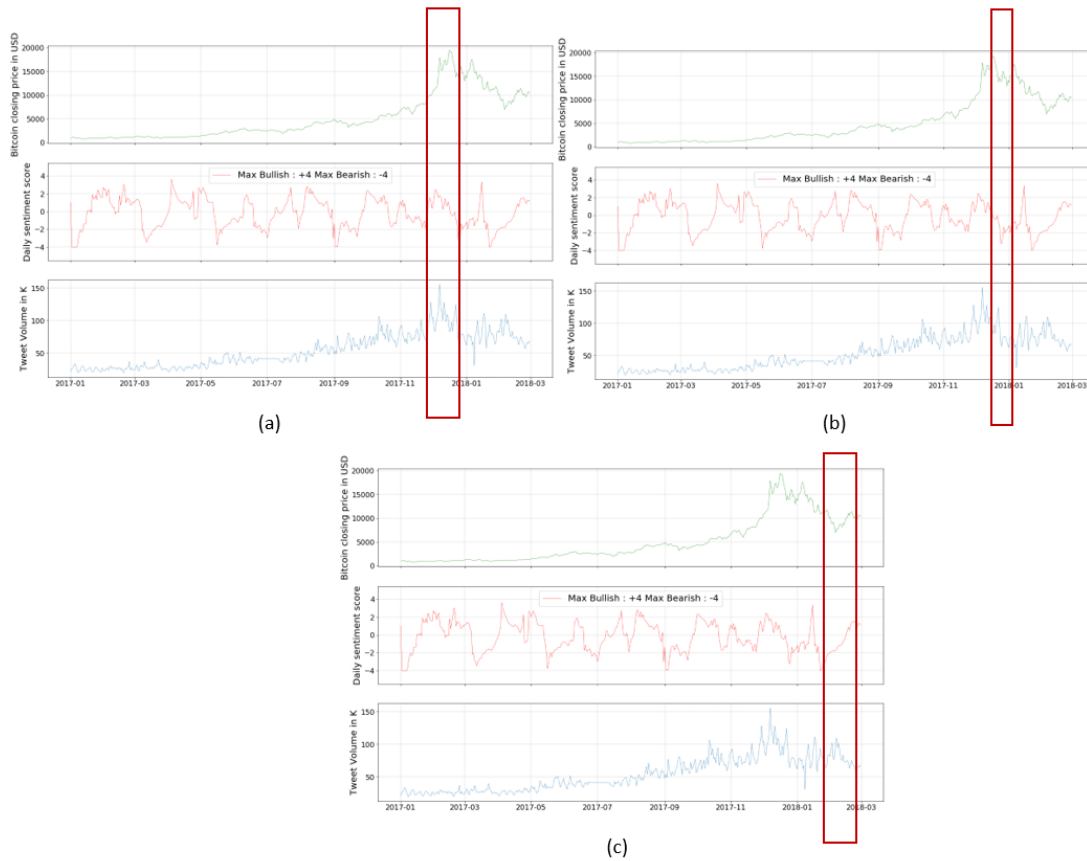 Bitcoin closing price in USD
20000
15000
10000
5000
0
Daily sentiment score
4
2
0
−2
−4
Max Bullish : +4 Max Bearish : -4
Tweet Volume in K
150
100
50
2017-01 2017-03 2017-05 2017-07 2017-09 2017-11 2018-01 2018-03
(a)
Bitcoin closing price in USD
20000
15000
10000
5000
0
Daily sentiment score
4
2
0
−2
−4
Max Bullish : +4 Max Bearish : -4
Tweet Volume in K
150
100
50
2017-01 2017-03 2017-05 2017-07 2017-09 2017-11 2018-01 2018-03
(b)
Bitcoin closing price in USD
20000
15000
10000
5000
0
Daily sentiment score
4
2
0
−2
−4
Max Bullish : +4 Max Bearish : -4
Tweet Volume in K
150
100
50
2017-01 2017-03 2017-05 2017-07 2017-09 2017-11 2018-01 2018-03
(c)